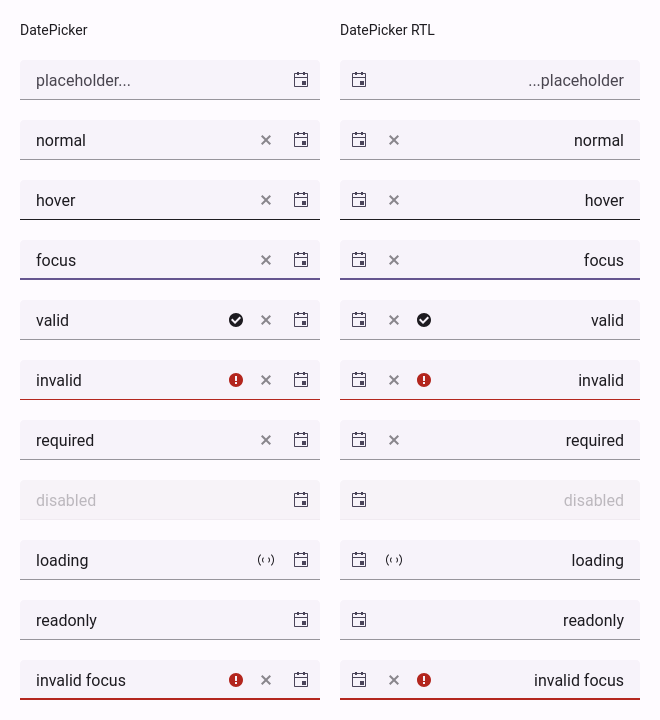 DatePicker DatePicker RTL
placeholder... ...placeholder
normal normal
hover hover
focus focus
valid valid
invalid invalid
required required
disabled disabled
loading loading
readonly readonly
invalid focus invalid focus